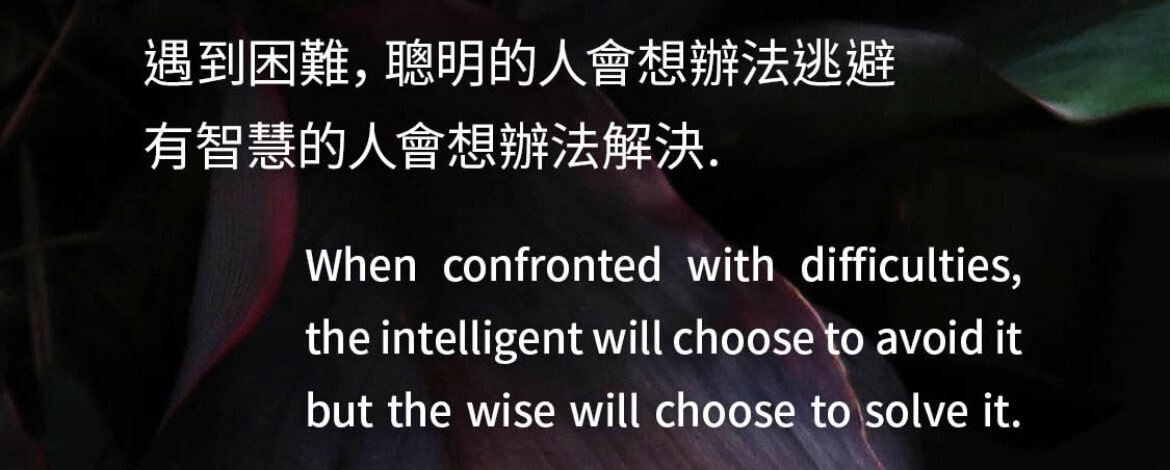 遇到困難，聰明的人會想辦法逃避
有智慧的人會想辦法解決.
When confronted with difficulties,
the intelligent will choose to avoid it
but the wise will choose to solve it.